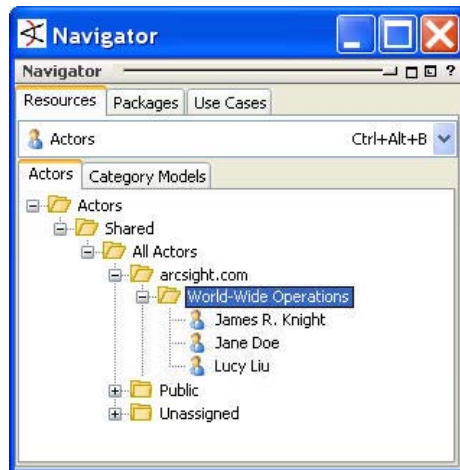 Navigator
Navigator ?
Resources Packages Use Cases
Actors Ctrl+Alt+B
Actors Category Models
Actors
Shared
All Actors
arcsight.com
World-Wide Operations
James R. Knight
Jane Doe
Lucy Liu
Public
Unassigned